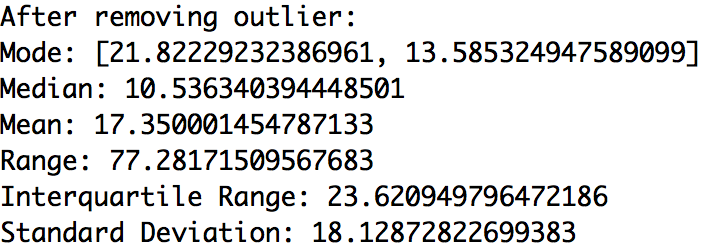 After removing outlier:
Mode: [21.82229232386961, 13.585324947589099]
Median: 10.536340394448501
Mean: 17.350001454787133
Range: 77.28171509567683
Interquartile Range: 23.620949796472186
Standard Deviation: 18.12872822699383